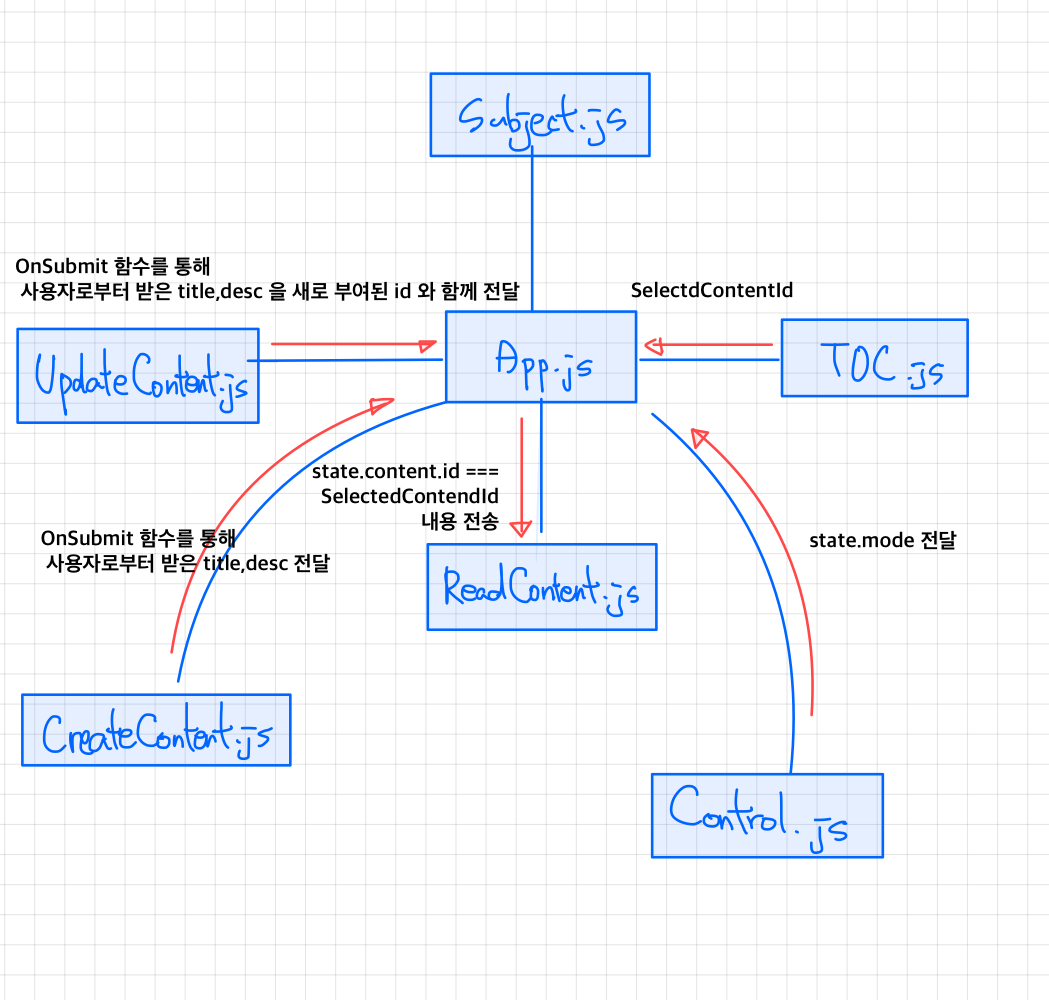 Subject.js
OnSubmit 함수를 통해
사용자로부터 받은 title,desc 을 새로 부여된 id 와 함께 전달
SelectdContentId
UpdateContent.js
App.js
TOC.js
state.content.id ===
SelectedContendId
내용 전송
OnSubmit 함수를 통해
사용자로부터 받은 title,desc 전달
state.mode 전달
ReadContent.js
CreateContent.js
Control.js